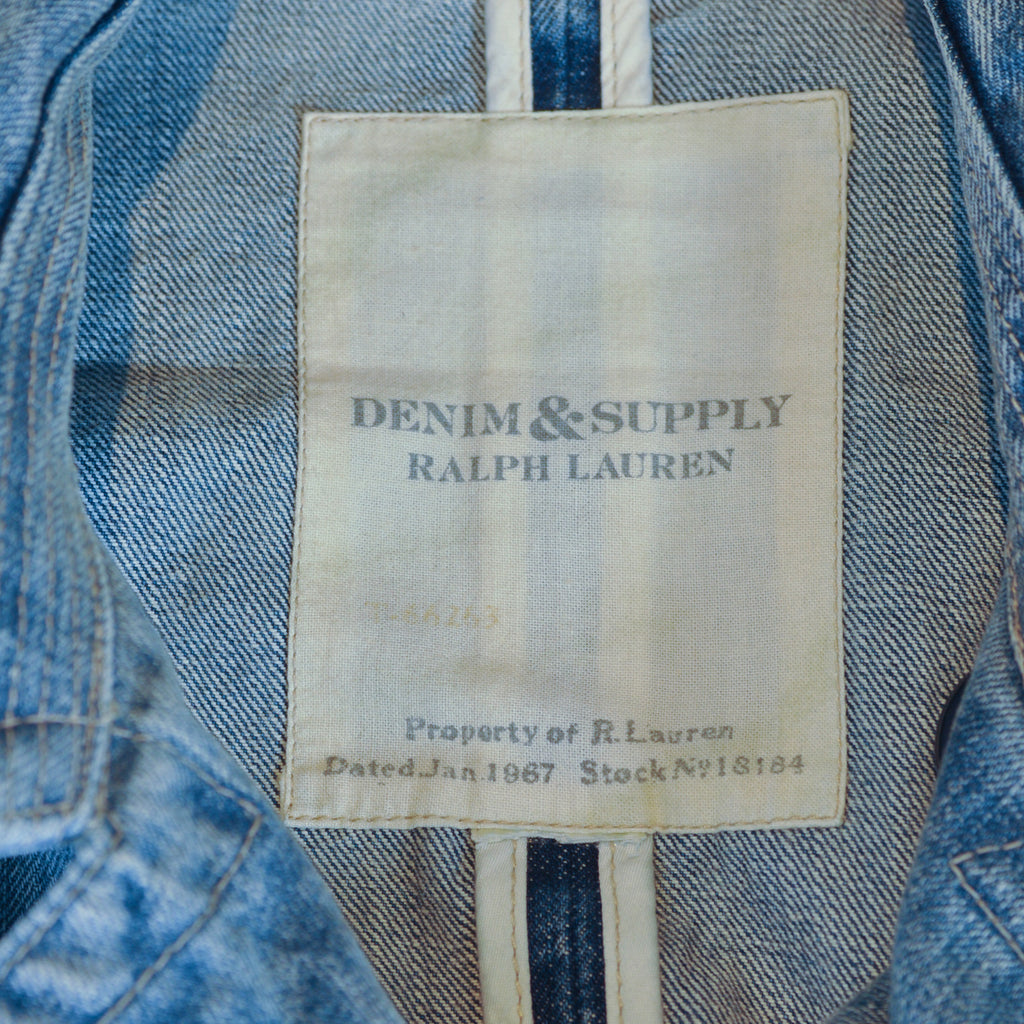 DENIM & SUPPLY
RALPH LAUREN
Property of R. Lauren
Dated Jan 1967 Stock Nº 18184